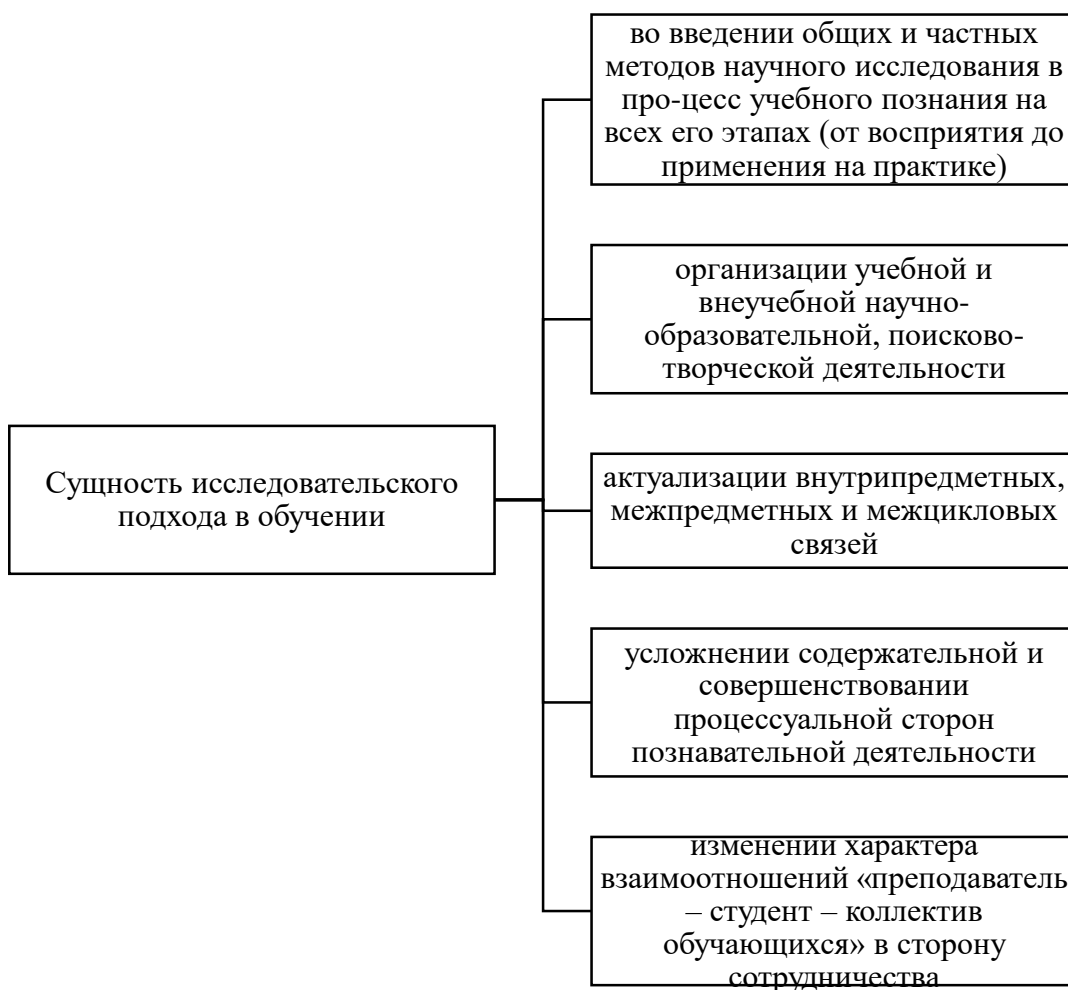 во введении общих и частных
методов научного исследования в
про-цесс учебного познания на
всех его этапах (от восприятия до
применения на практике)
организации учебной и
внеучебной научно-
образовательной, поисково-
творческой деятельности
Сущность исследовательского
подхода в обучении
актуализации внутрипредметных,
межпредметных и межцикловых
связей
усложнении содержательной и
совершенствовании
процессуальной сторон
познавательной деятельности
изменении характера
взаимоотношений «преподаватель
– студент – коллектив
обучающихся» в сторону
сотрудничества